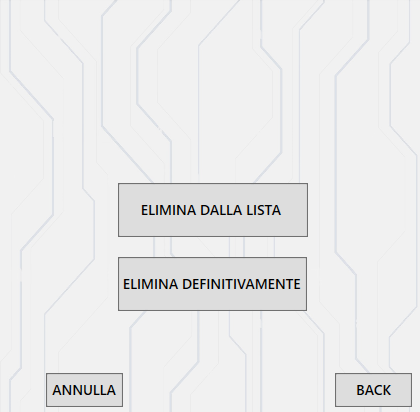 ELIMINA DALLA LISTA
ELIMINA DEFINITIVAMENTE
ANNULLA
BACK